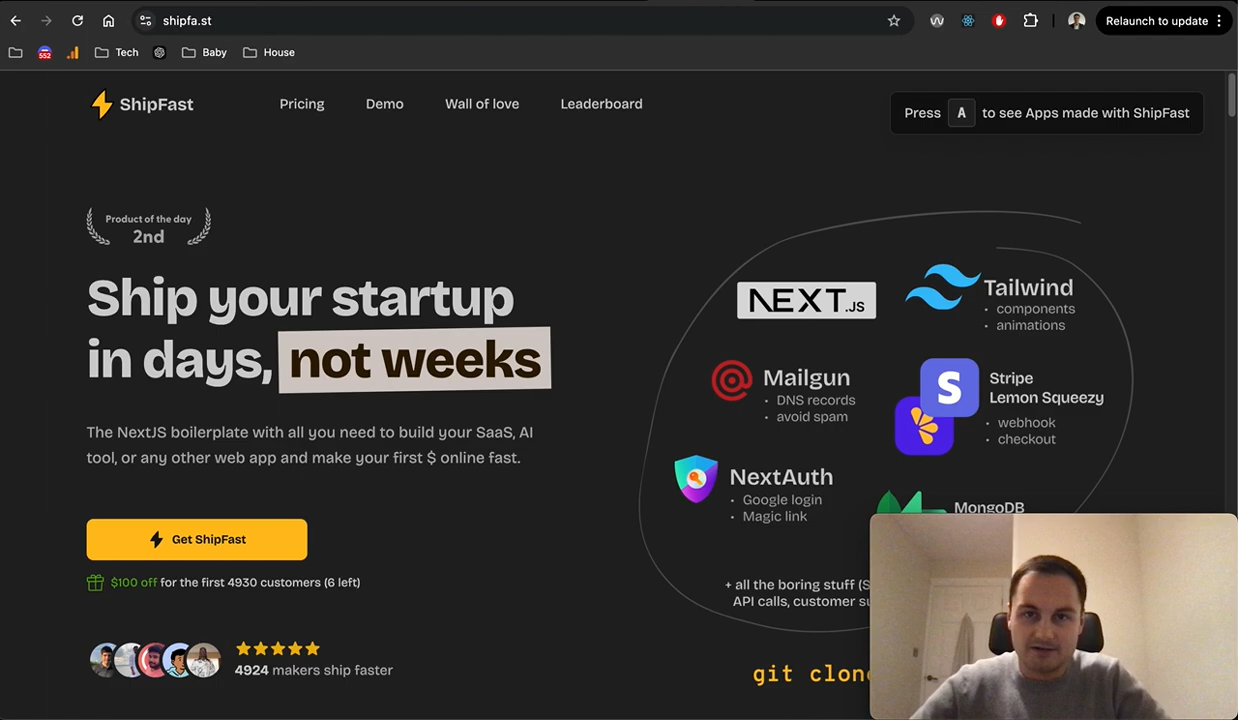 shipfa.st
Relaunch to update
552
Tech
Baby
House
ShipFast
Pricing
Demo
Wall of love
Leaderboard
Press A to see Apps made with ShipFast
Product of the day
2nd
Ship your startup
in days, not weeks
The NextJS boilerplate with all you need to build your SaaS, AI
tool, or any other web app and make your first $ online fast.
Get ShipFast
$100 off for the first 4930 customers (6 left)
4924 makers ship faster
NEXT.JS
Tailwind
• components
• animations
Mailgun
• DNS records
• avoid spam
S
Stripe
Lemon Squeezy
• webhook
• checkout
NextAuth
• Google login
• Magic link
MongoDB
+ all the boring stuff (S
API calls, customer su
git clone